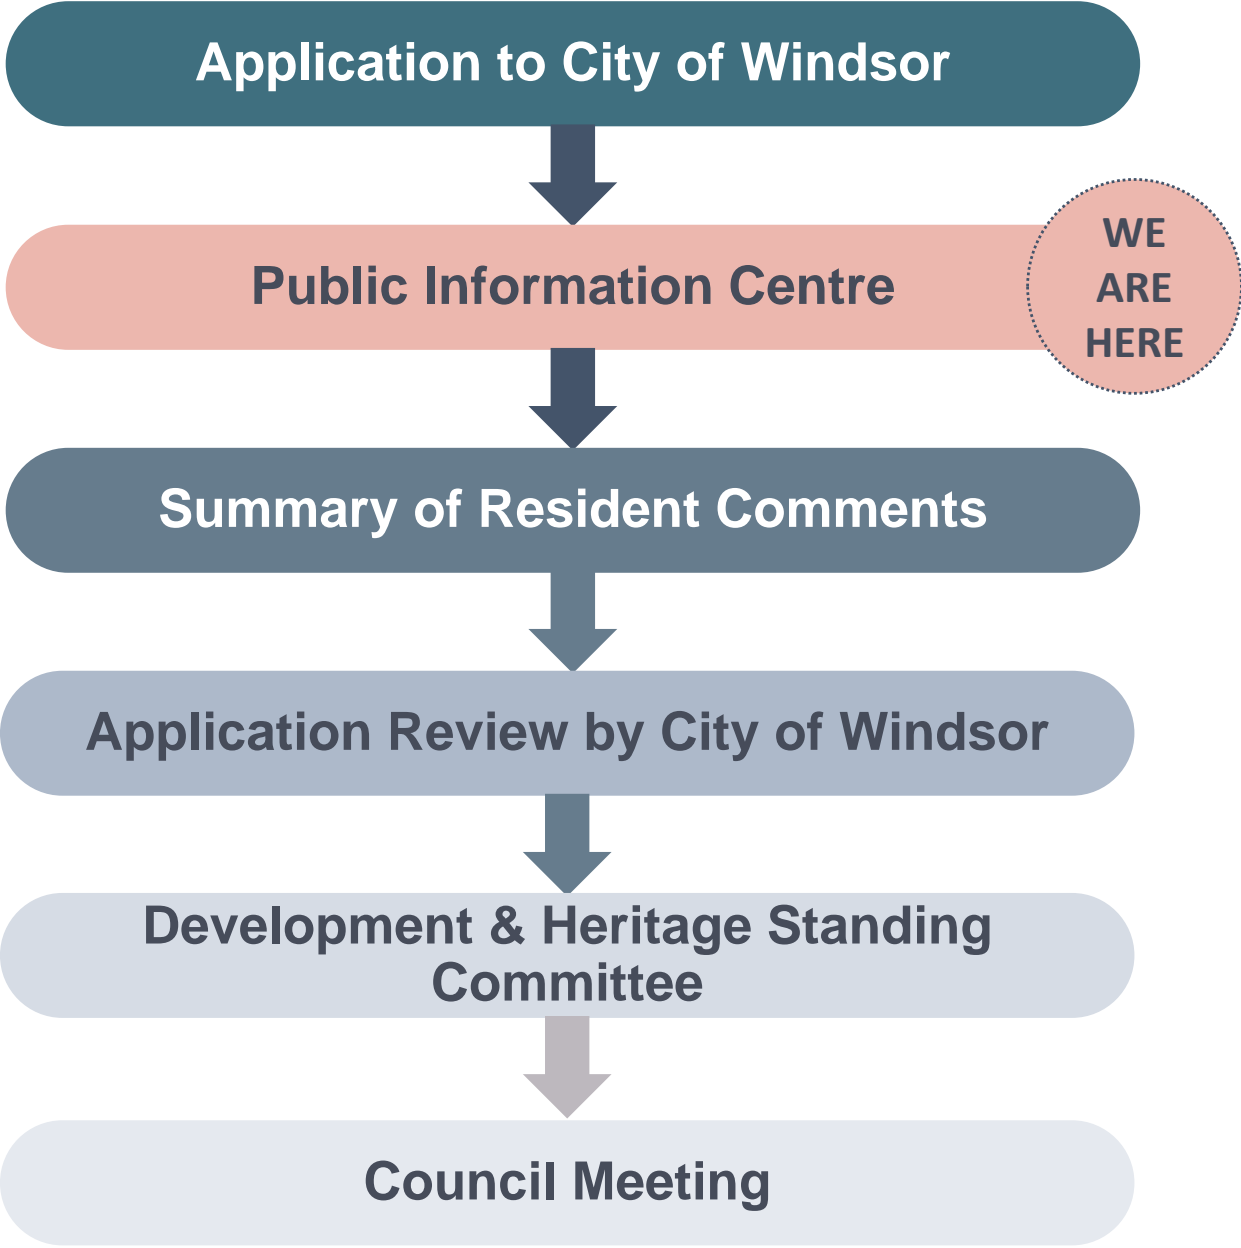 Application to City of Windsor
Public Information Centre
WE
ARE
HERE
Summary of Resident Comments
Application Review by City of Windsor
Development & Heritage Standing
Committee
Council Meeting